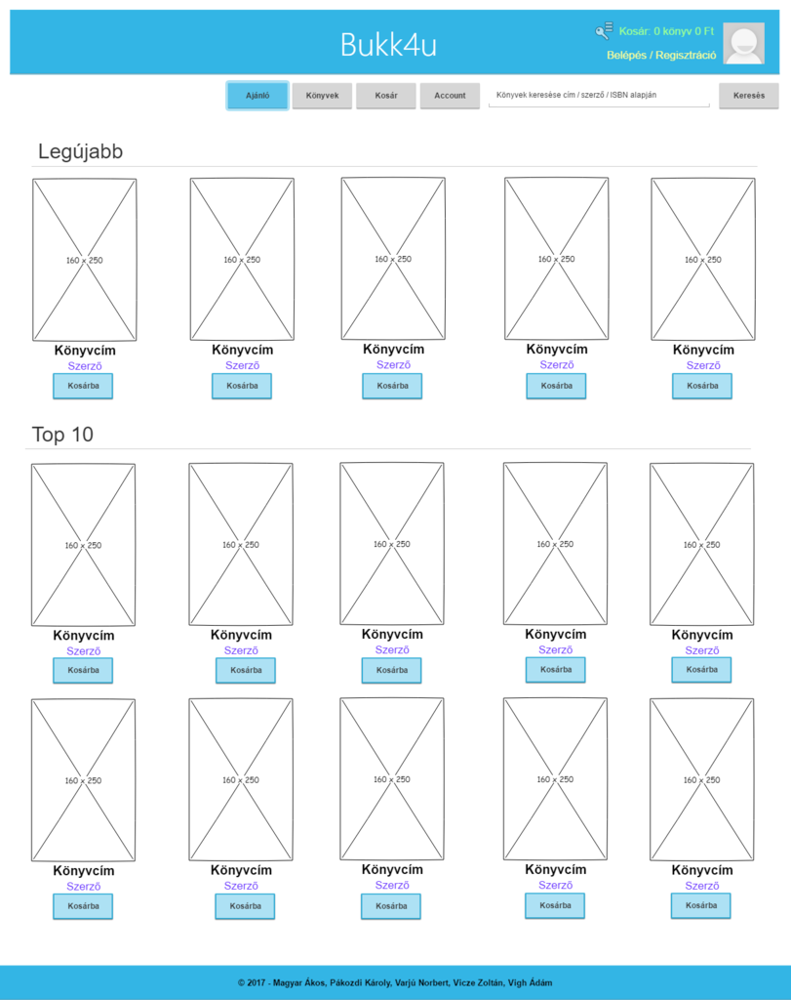 Bukk4u
Kosár: 0 könyv 0 Ft
Belépés / Regisztráció
Ajánló Könyvek Kosár Account Könyvek keresése cím / szerző / ISBN alapján Keresés
Legújabb
160 x 250 160 x 250 160 x 250 160 x 250 160 x 250
Könyvcím Könyvcím Könyvcím Könyvcím Könyvcím
Szerző Szerző Szerző Szerző Szerző
Kosárba Kosárba Kosárba Kosárba Kosárba
Top 10
160 x 250 160 x 250 160 x 250 160 x 250 160 x 250
Könyvcím Könyvcím Könyvcím Könyvcím Könyvcím
Szerző Szerző Szerző Szerző Szerző
Kosárba Kosárba Kosárba Kosárba Kosárba
160 x 250 160 x 250 160 x 250 160 x 250 160 x 250
Könyvcím Könyvcím Könyvcím Könyvcím Könyvcím
Szerző Szerző Szerző Szerző Szerző
Kosárba Kosárba Kosárba Kosárba Kosárba
© 2017 - Magyar Ákos, Pákozdi Károly, Varjú Norbert, Vicze Zoltán, Vigh Ádám